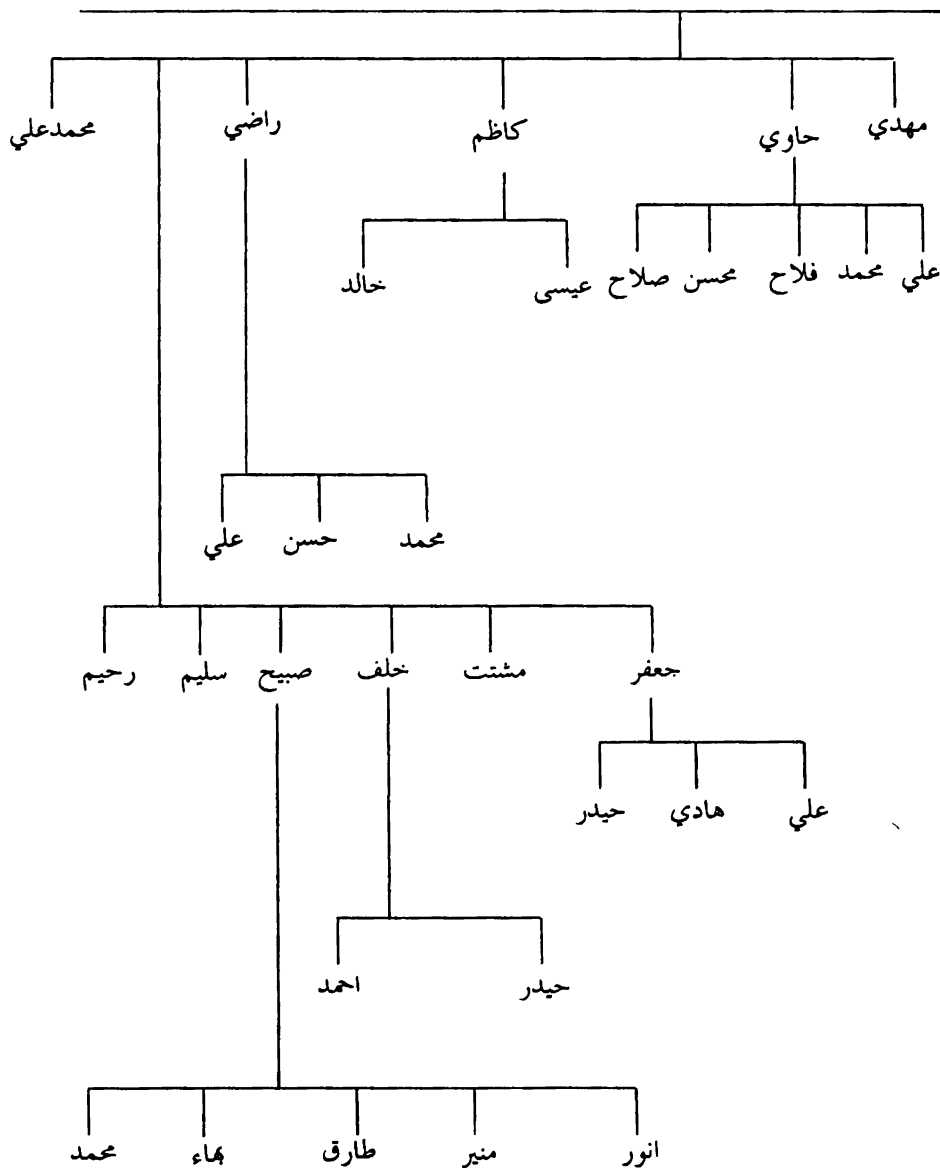 مهدي حاوي كاظم راضي محمدعلي
علي محمد فلاح محسن صلاح عيسى خالد
محمد حسن علي
جعفر مشتت خلف صبيح سليم رحيم
علي هادي حيدر
حيدر احمد
انور منير طارق بهاء محمد